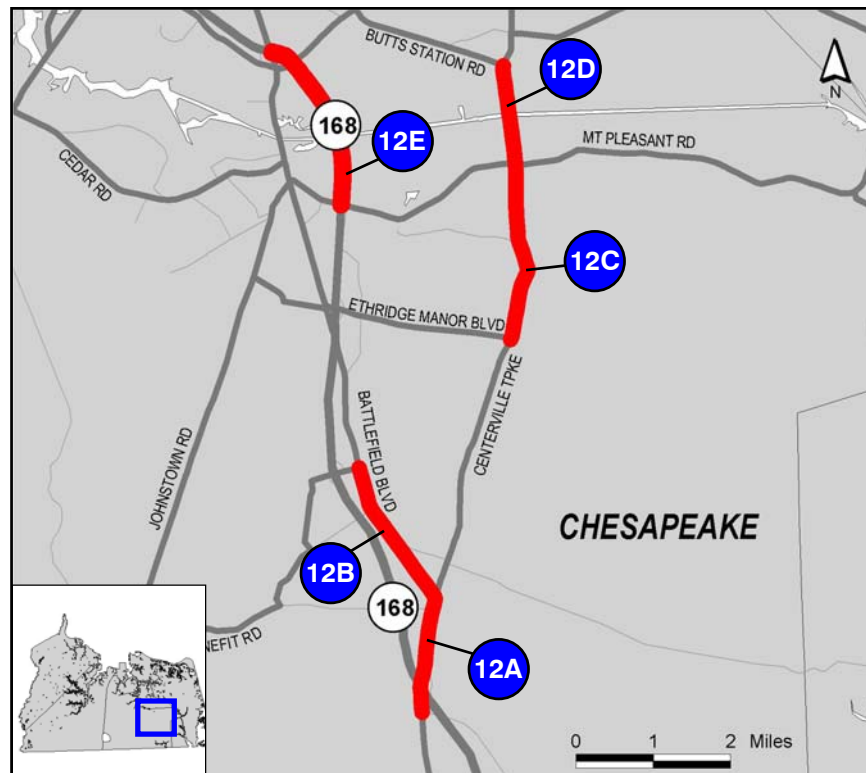 BUTTS STATION RD
12D
N
168
12E
MT PLEASANT RD
CEDAR RD
12C
ETHRIDGE MANOR BLVD
CENTERVILLE TPKE
BATTLEFIELD BLVD
JOHNSTOWN RD
CHESAPEAKE
12B
168
NEFIT RD
12A
0 1 2 Miles